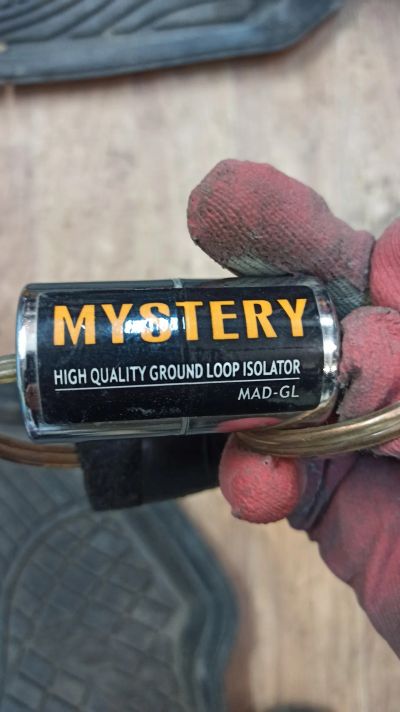 MYSTERY
HIGH QUALITY GROUND LOOP ISOLATOR
MAD-GL